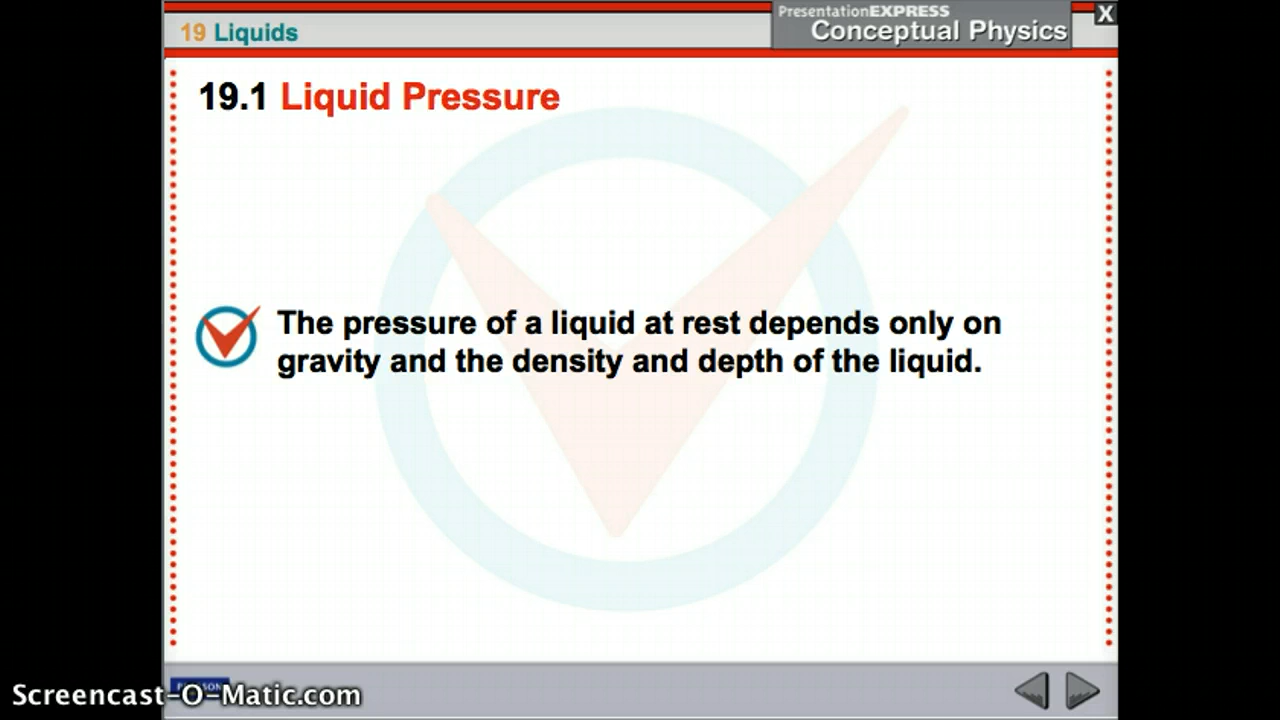 19 Liquids
PresentationEXPRESS
Conceptual Physics
X
19.1 Liquid Pressure
The pressure of a liquid at rest depends only on
gravity and the density and depth of the liquid.
Screencast-O-Matic.com